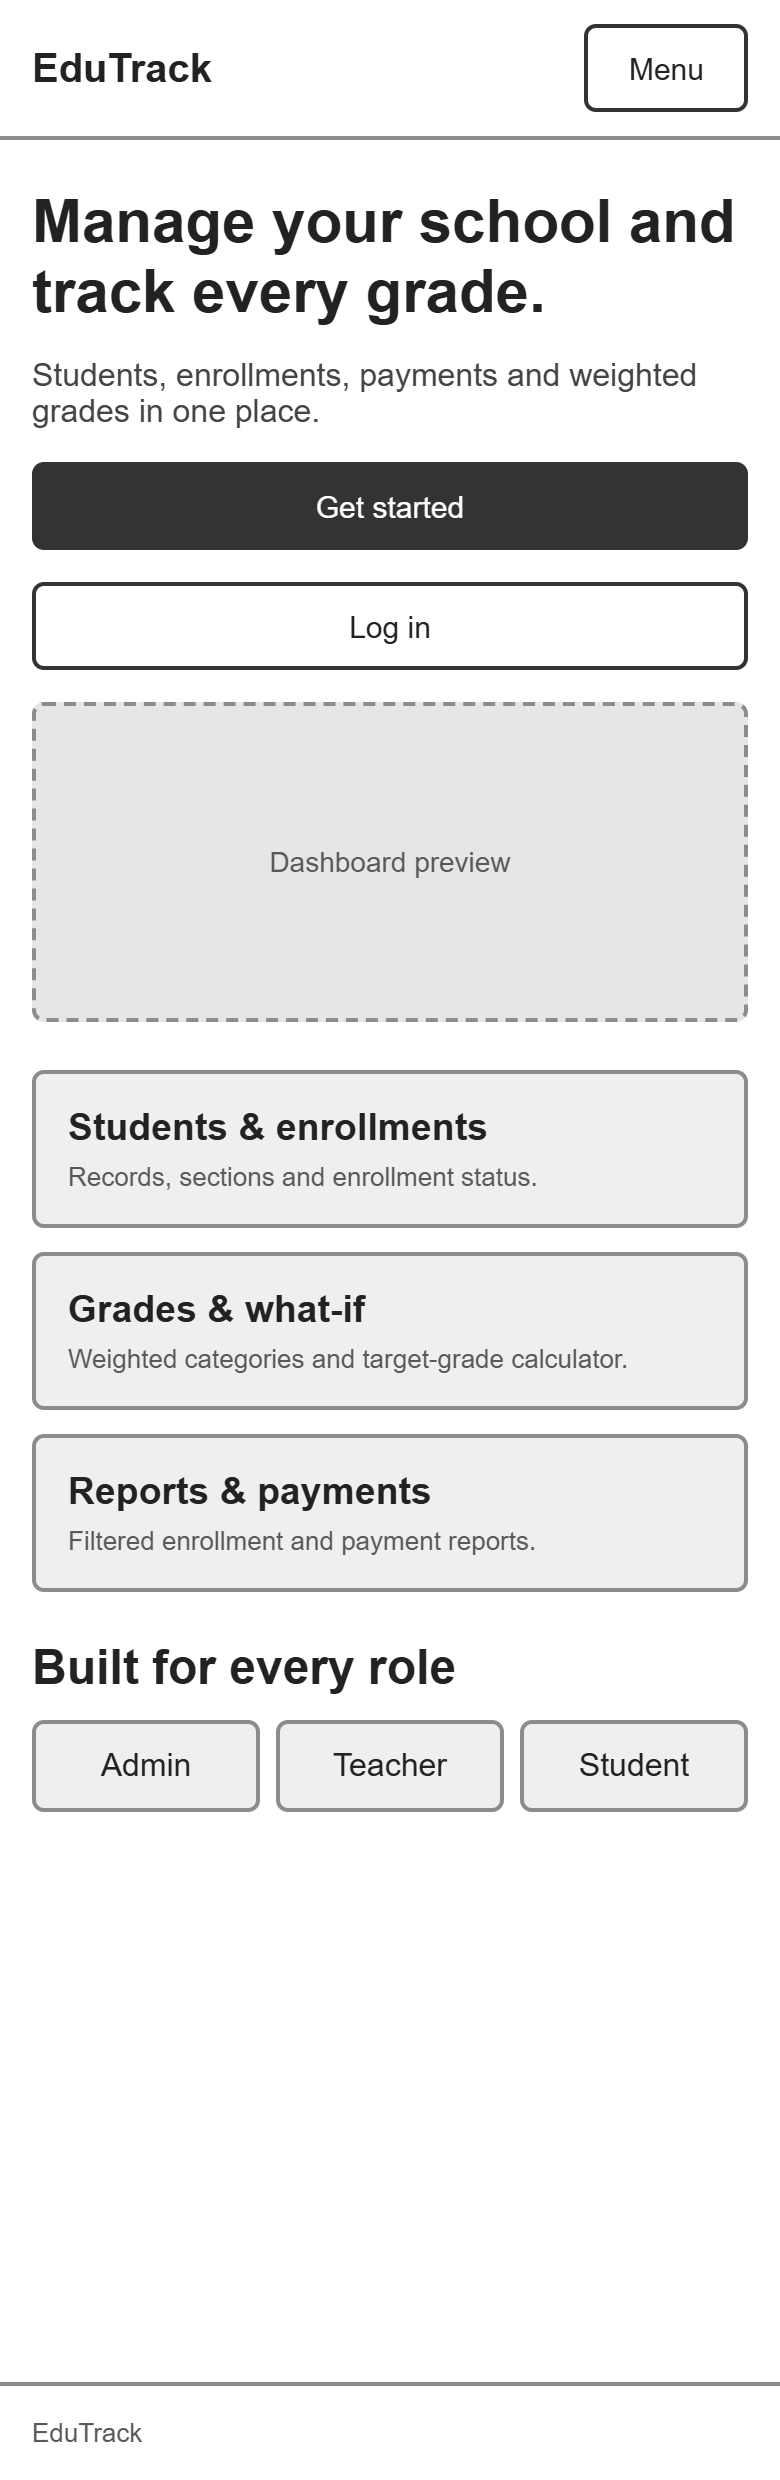 EduTrack
Menu
Manage your school and
track every grade.
Students, enrollments, payments and weighted
grades in one place.
Get started
Log in
Dashboard preview
Students & enrollments
Records, sections and enrollment status.
Grades & what-if
Weighted categories and target-grade calculator.
Reports & payments
Filtered enrollment and payment reports.
Built for every role
Admin
Teacher
Student
EduTrack